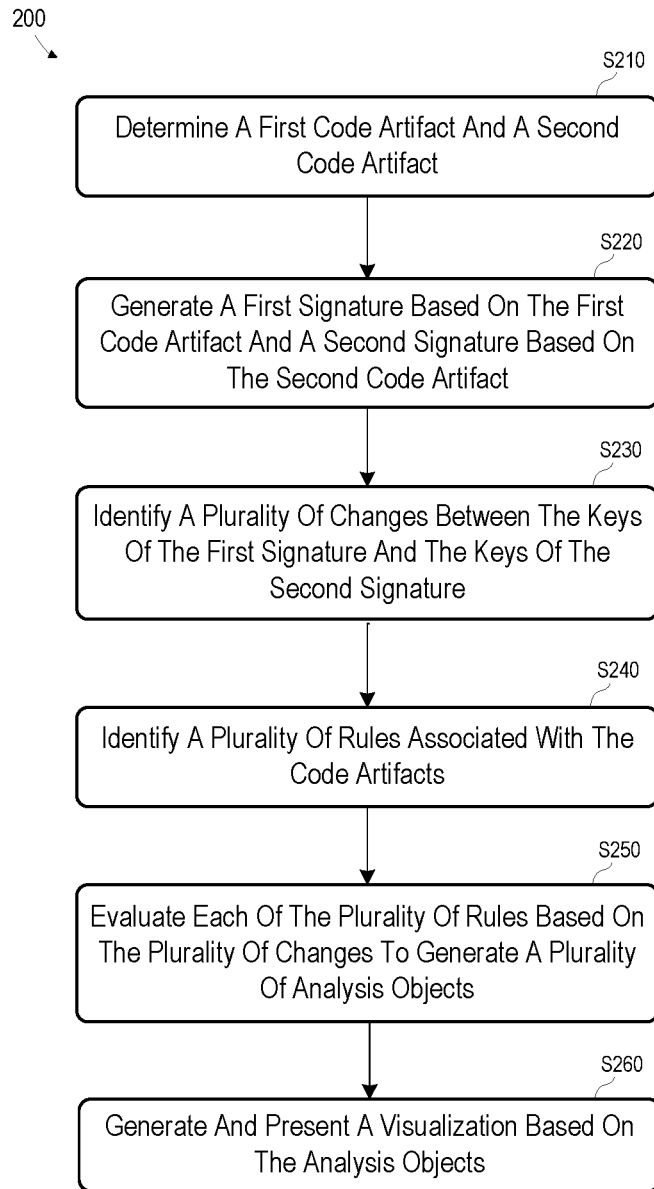 200
S210
Determine A First Code Artifact And A Second
Code Artifact
S220
Generate A First Signature Based On The First
Code Artifact And A Second Signature Based On
The Second Code Artifact
S230
Identify A Plurality Of Changes Between The Keys
Of The First Signature And The Keys Of The
Second Signature
S240
Identify A Plurality Of Rules Associated With The
Code Artifacts
S250
Evaluate Each Of The Plurality Of Rules Based On
The Plurality Of Changes To Generate A Plurality
Of Analysis Objects
S260
Generate And Present A Visualization Based On
The Analysis Objects